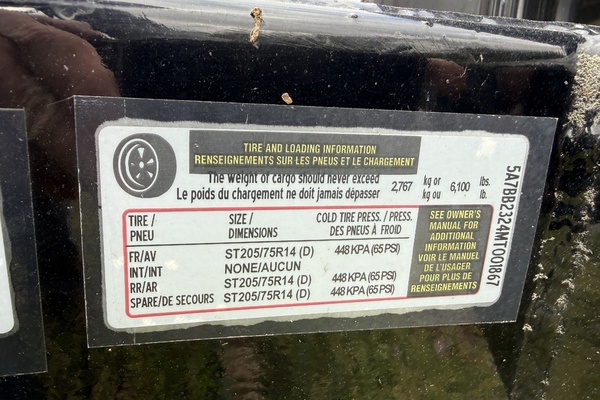 TIRE AND LOADING INFORMATION
RENSEIGNEMENTS SUR LES PNEUS ET LE CHARGEMENT
The weight of cargo should never exceed
Le poids du chargement ne doit jamais dépasser
2,767 kg or kg ou 6,100 lbs. lb.
TIRE / PNEU SIZE / DIMENSIONS COLD TIRE PRESS. / PRESS. DES PNEUS À FROID
FR/AV ST205/75R14 (D) 448 KPA (65 PSI)
INT/INT NONE/AUCUN
RR/AR ST205/75R14 (D) 448 KPA (65 PSI)
SPARE/DE SECOURS ST205/75R14 (D) 448 KPA (65 PSI)
SEE OWNER'S
MANUAL FOR
ADDITIONAL
INFORMATION
VOIR LE MANUEL
DE L'USAGER
POUR PLUS DE
RENSEIGNEMENTS
5A7BB2324MT001867